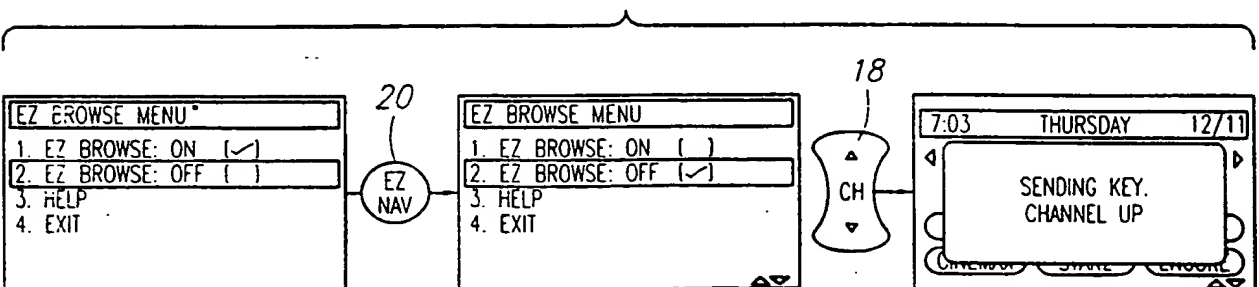 20
18
EZ BROWSE MENU
1. EZ BROWSE: ON [✓]
2. EZ BROWSE: OFF [ ]
3. HELP
4. EXIT
EZ
NAV
EZ BROWSE MENU
1. EZ BROWSE: ON [ ]
2. EZ BROWSE: OFF [✓]
3. HELP
4. EXIT
CH
7:03 THURSDAY 12/11
SENDING KEY.
CHANNEL UP